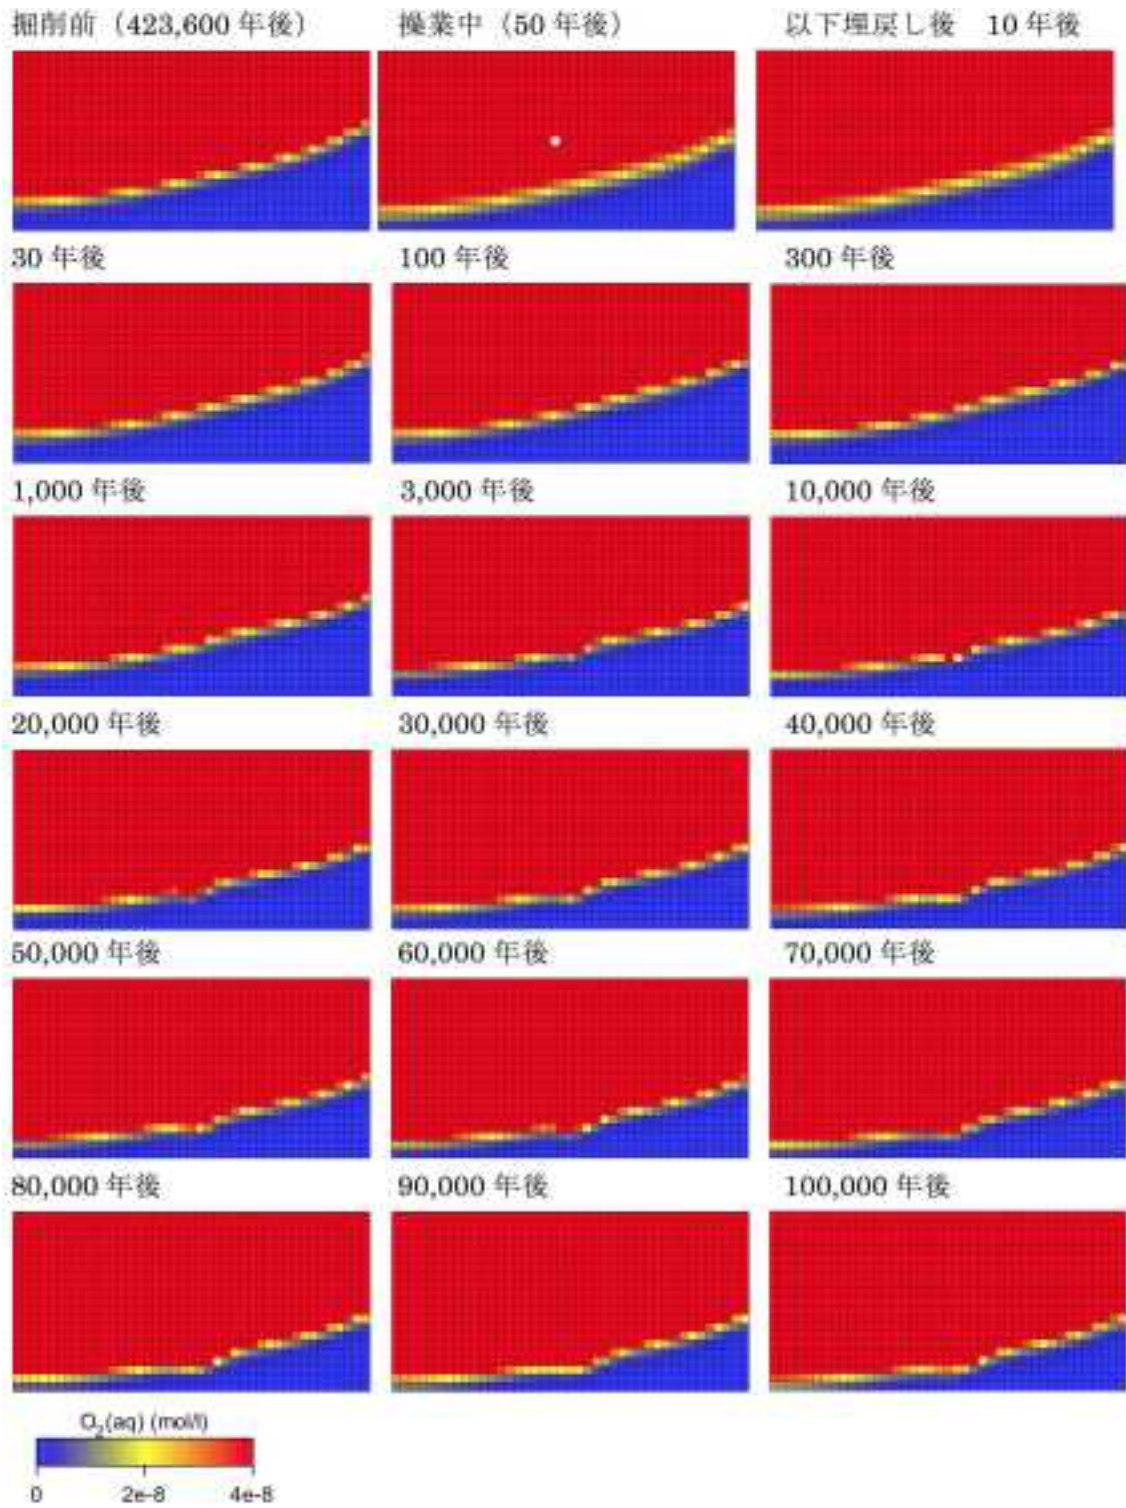 掘削前（423,600 年後） 操業中（50 年後） 以下埋戻し後 10 年後
30 年後 100 年後 300 年後
1,000 年後 3,000 年後 10,000 年後
20,000 年後 30,000 年後 40,000 年後
50,000 年後 60,000 年後 70,000 年後
80,000 年後 90,000 年後 100,000 年後
O₂(aq) (mol/l)
0 2e-8 4e-8